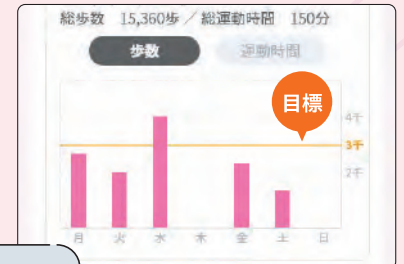 総歩数 15,360歩／総運動時間 150分
歩数 運動時間
目標
4千
3千
2千
月 火 水 木 金 土 日